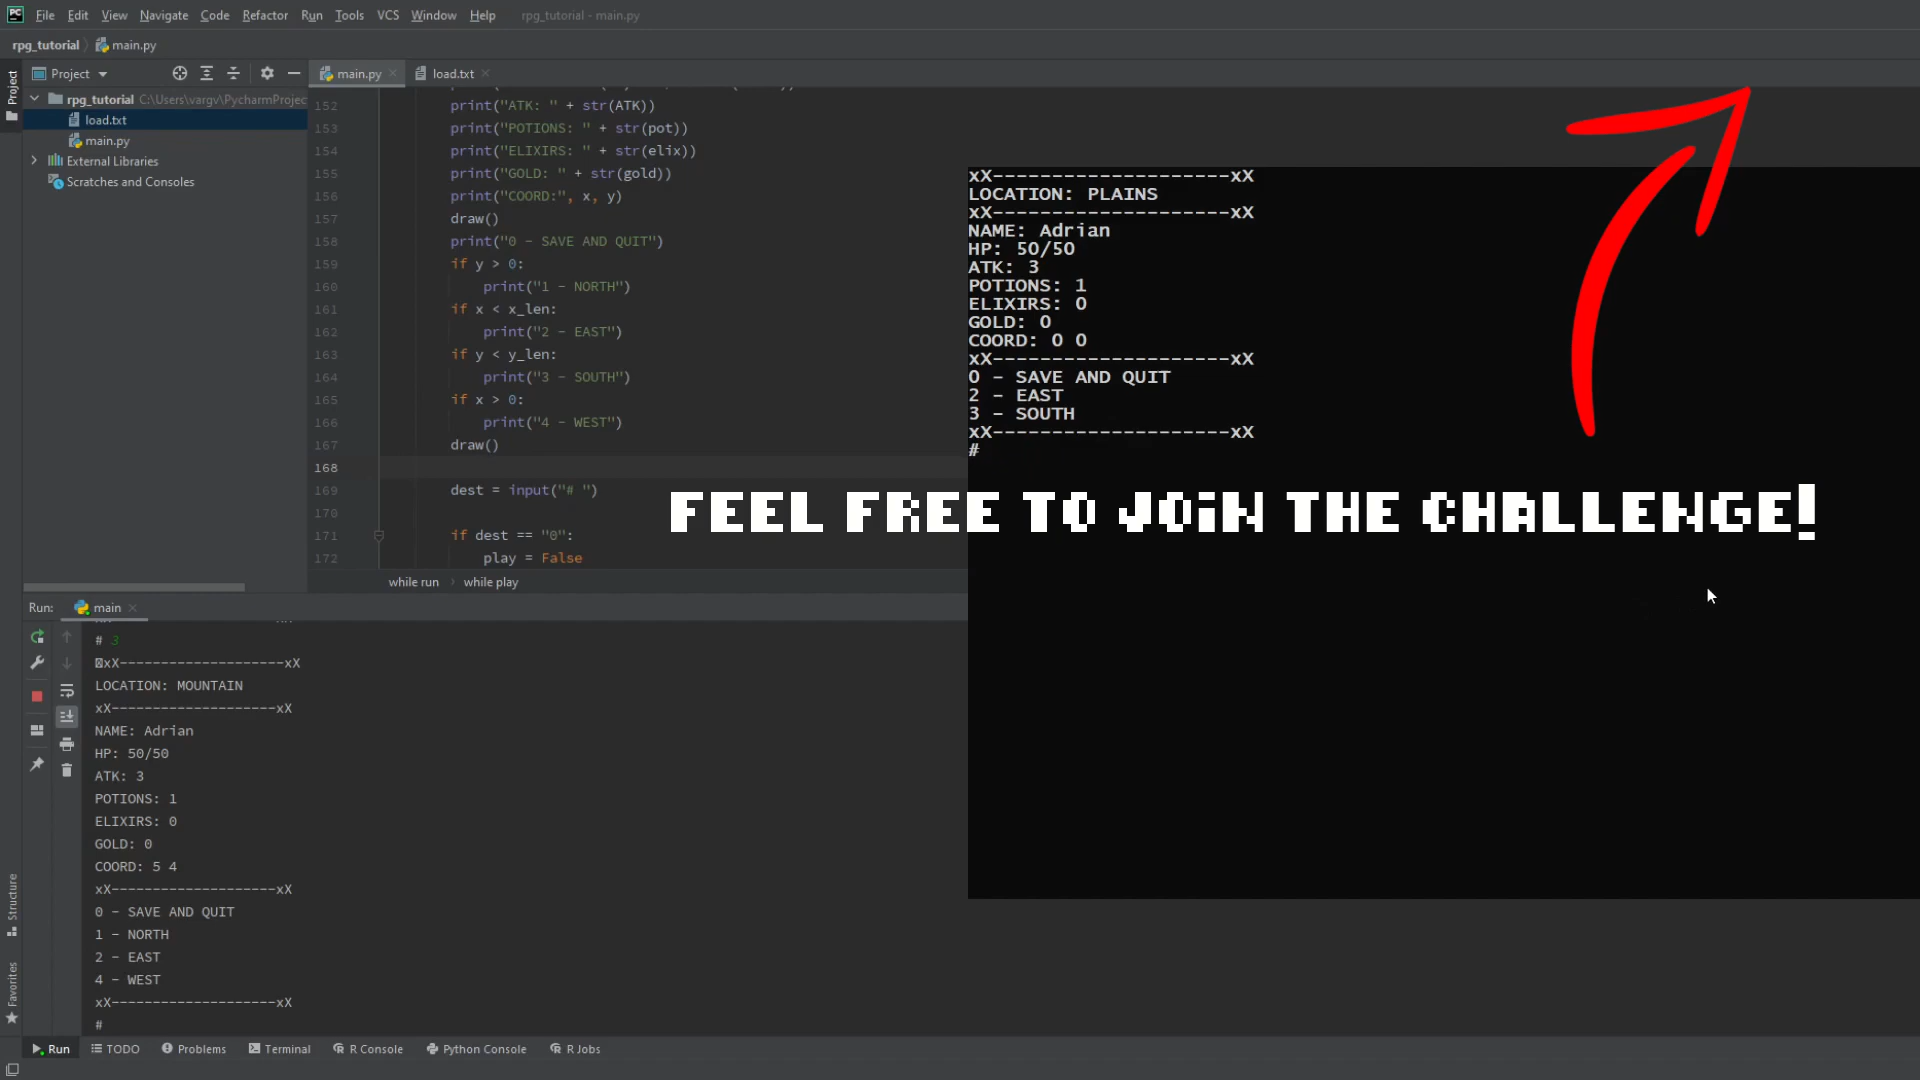 File Edit View Navigate Code Refactor Run Tools VCS Window Help rpg_tutorial - main.py
rpg_tutorial main.py
Project
Project
main.py
load.txt
rpg_tutorial C:\Users\vargv\PycharmProjec
load.txt
main.py
External Libraries
Scratches and Consoles
152 print("ATK: " + str(ATK))
153 print("POTIONS: " + str(pot))
154 print("ELIXIRS: " + str(elix))
155 print("GOLD: " + str(gold))
156 print("COORD:", x, y)
157 draw()
158 print("0 - SAVE AND QUIT")
159 if y > 0:
160 print("1 - NORTH")
161 if x < x_len:
162 print("2 - EAST")
163 if y < y_len:
164 print("3 - SOUTH")
165 if x > 0:
166 print("4 - WEST")
167 draw()
168
169 dest = input("# ")
170
171 if dest == "0":
172 play = False
while run while play
xX--------------------xX
LOCATION: PLAINS
xX--------------------xX
NAME: Adrian
HP: 50/50
ATK: 3
POTIONS: 1
ELIXIRS: 0
GOLD: 0
COORD: 0 0
xX--------------------xX
0 - SAVE AND QUIT
2 - EAST
3 - SOUTH
xX--------------------xX
#
FEEL FREE TO JOIN THE CHALLENGE!
Run: main
# 3
xX--------------------xX
LOCATION: MOUNTAIN
xX--------------------xX
NAME: Adrian
HP: 50/50
ATK: 3
POTIONS: 1
ELIXIRS: 0
GOLD: 0
COORD: 5 4
xX--------------------xX
0 - SAVE AND QUIT
1 - NORTH
2 - EAST
4 - WEST
xX--------------------xX
#
Structure
Favorites
Run TODO Problems Terminal R Console Python Console R Jobs